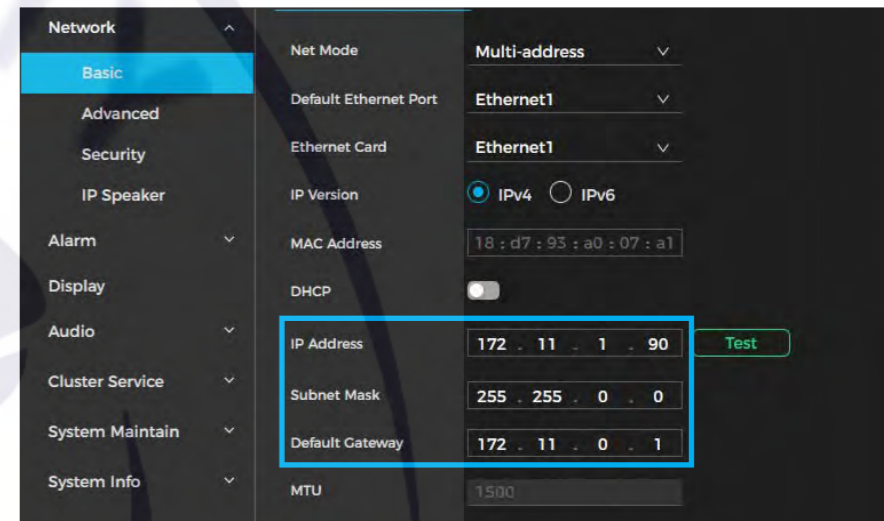 Network
Basic
Advanced
Security
IP Speaker
Alarm
Display
Audio
Cluster Service
System Maintain
System Info
Net Mode Multi-address
Default Ethernet Port Ethernet1
Ethernet Card Ethernet1
IP Version IPv4 IPv6
MAC Address 18 : d7 : 93 : a0 : 07 : a1
DHCP
IP Address 172 . 11 . 1 . 90 Test
Subnet Mask 255 . 255 . 0 . 0
Default Gateway 172 . 11 . 0 . 1
MTU 1500